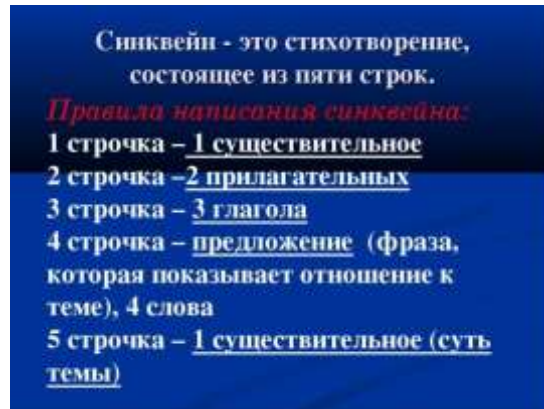 Синквейн - это стихотворение,
состоящее из пяти строк.
Правила написания синквейна:
1 строчка – 1 существительное
2 строчка –2 прилагательных
3 строчка – 3 глагола
4 строчка – предложение (фраза,
которая показывает отношение к
теме), 4 слова
5 строчка – 1 существительное (суть
темы)